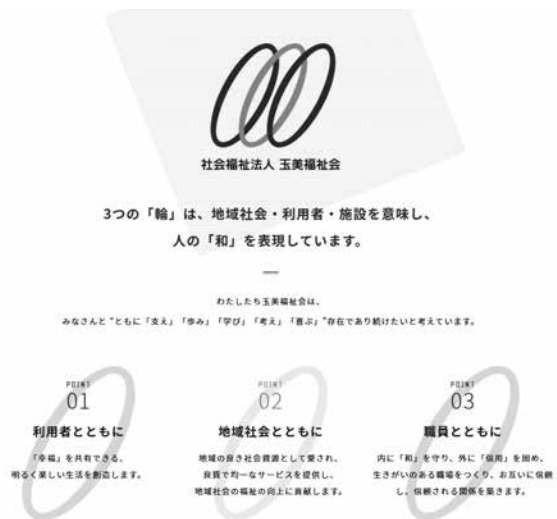 社会福祉法人 玉美福祉会
3つの「輪」は、地域社会・利用者・施設を意味し、
人の「和」を表現しています。
わたしたち玉美福祉会は、
みなさんと“ともに「支え」「歩み」「学び」「考え」「喜ぶ」”存在であり続けたいと考えています。
POINT
01
利用者とともに
「幸福」を共有できる、
明るく楽しい生活を創造します。
POINT
02
地域社会とともに
地域の良き社会資源として愛され、
良質で均一なサービスを提供し、
地域社会の福祉の向上に貢献します。
POINT
03
職員とともに
内に「和」を守り、外に「信用」を固め、
生きがいのある職場をつくり、お互いに信頼
し、信頼される関係を築きます。